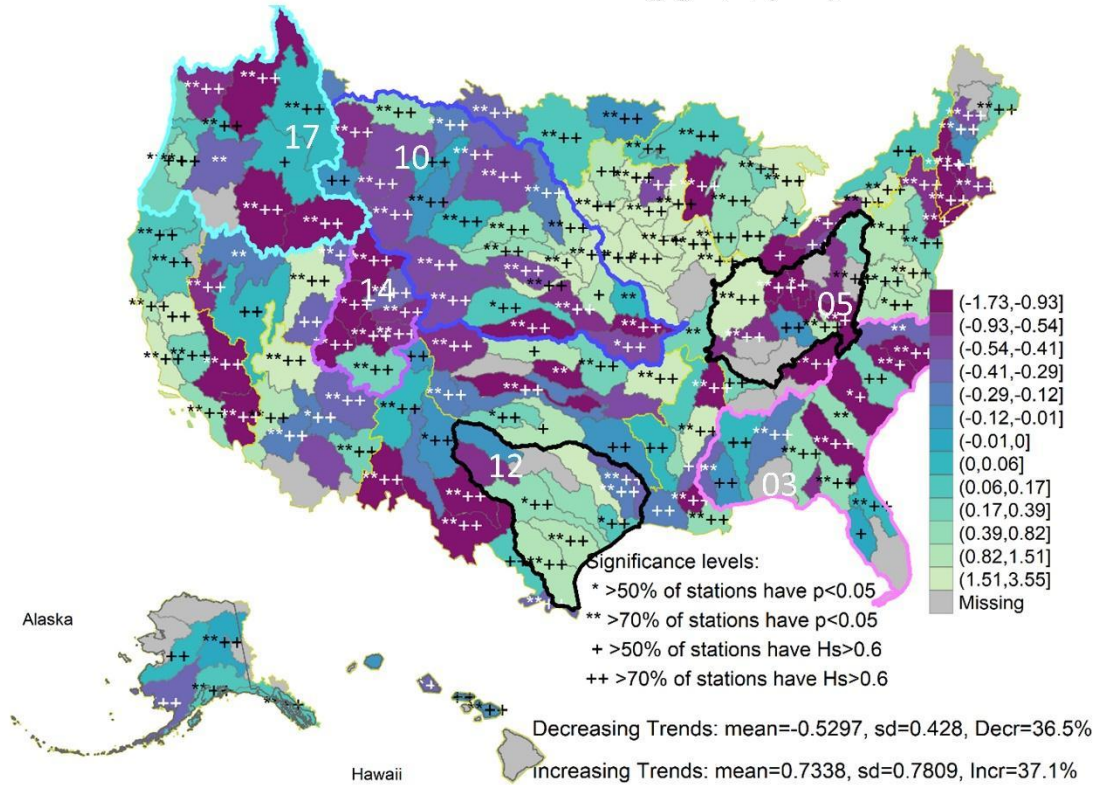 17
10
14
05
12
03
(-1.73,-0.93]
(-0.93,-0.54]
(-0.54,-0.41]
(-0.41,-0.29]
(-0.29,-0.12]
(-0.12,-0.01]
(-0.01,0]
(0,0.06]
(0.06,0.17]
(0.17,0.39]
(0.39,0.82]
(0.82,1.51]
(1.51,3.55]
Missing
Significance levels:
* >50% of stations have p<0.05
** >70% of stations have p<0.05
+ >50% of stations have Hs>0.6
++ >70% of stations have Hs>0.6
Alaska
Hawaii
Decreasing Trends: mean=-0.5297, sd=0.428, Decr=36.5%
Increasing Trends: mean=0.7338, sd=0.7809, Incr=37.1%